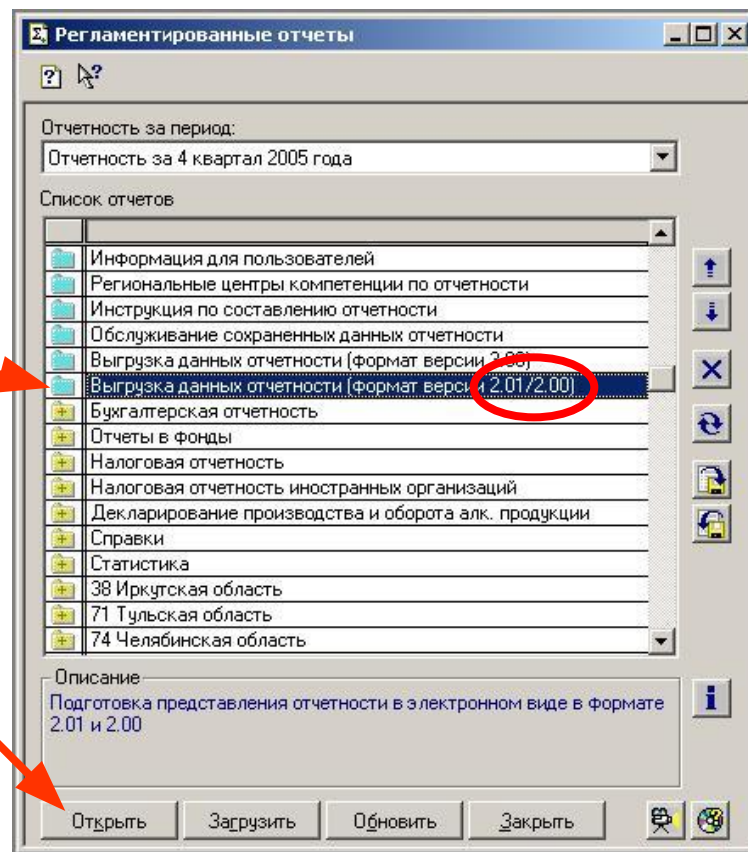 Регламентированные отчеты
Отчетность за период:
Отчетность за 4 квартал 2005 года
Список отчетов
Информация для пользователей
Региональные центры компетенции по отчетности
Инструкция по составлению отчетности
Обслуживание сохраненных данных отчетности
Выгрузка данных отчетности (формат версии 3.00)
Выгрузка данных отчетности (формат версии 2.01/2.00)
Бухгалтерская отчетность
Отчеты в фонды
Налоговая отчетность
Налоговая отчетность иностранных организаций
Декларирование производства и оборота алк. продукции
Справки
Статистика
38 Иркутская область
71 Тульская область
74 Челябинская область
Описание
Подготовка представления отчетности в электронном виде в формате
2.01 и 2.00
Открыть Загрузить Обновить Закрыть